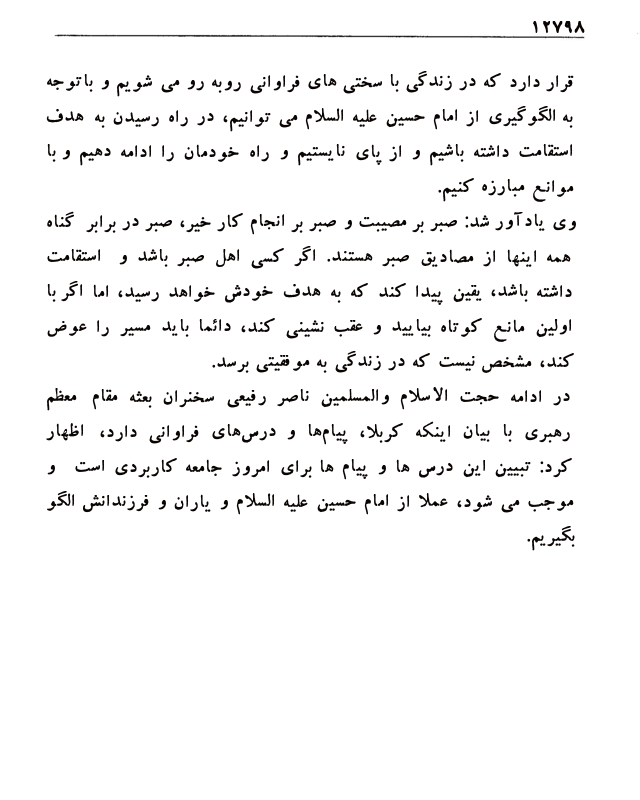 ۱۲۷۹۸
قرار دارد که در زندگی با سختی های فراوانی روبه رو می شویم و باتوجه
به الگوگیری از امام حسین علیه السلام می توانیم، در راه رسیدن به هدف
استقامت داشته باشیم و از پای نایستیم و راه خودمان را ادامه دهیم و با
موانع مبارزه کنیم.
وی یادآور شد: صبر بر مصیبت و صبر بر انجام کار خیر، صبر در برابر گناه
همه اینها از مصادیق صبر هستند. اگر کسی اهل صبر باشد و استقامت
داشته باشد، یقین پیدا کند که به هدف خودش خواهد رسید، اما اگر با
اولین مانع کوتاه بیایید و عقب نشینی کند، دائما باید مسیر را عوض
کند، مشخص نیست که در زندگی به موفقیتی برسد.
در ادامه حجت الاسلام والمسلمین ناصر رفیعی سخنران بعثه مقام معظم
رهبری با بیان اینکه کربلا، پیام‌ها و درس‌های فراوانی دارد، اظهار
کرد: تبیین این درس ها و پیام ها برای امروز جامعه کاربردی است و
موجب می شود، عملا از امام حسین علیه السلام و یاران و فرزندانش الگو
بگیریم.